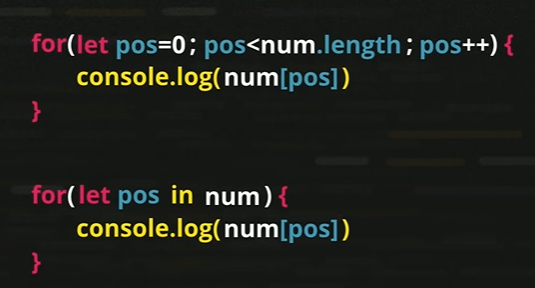 for(let pos=0; pos<num.length; pos++){
console.log(num[pos])
}
for(let pos in num){
console.log(num[pos])
}